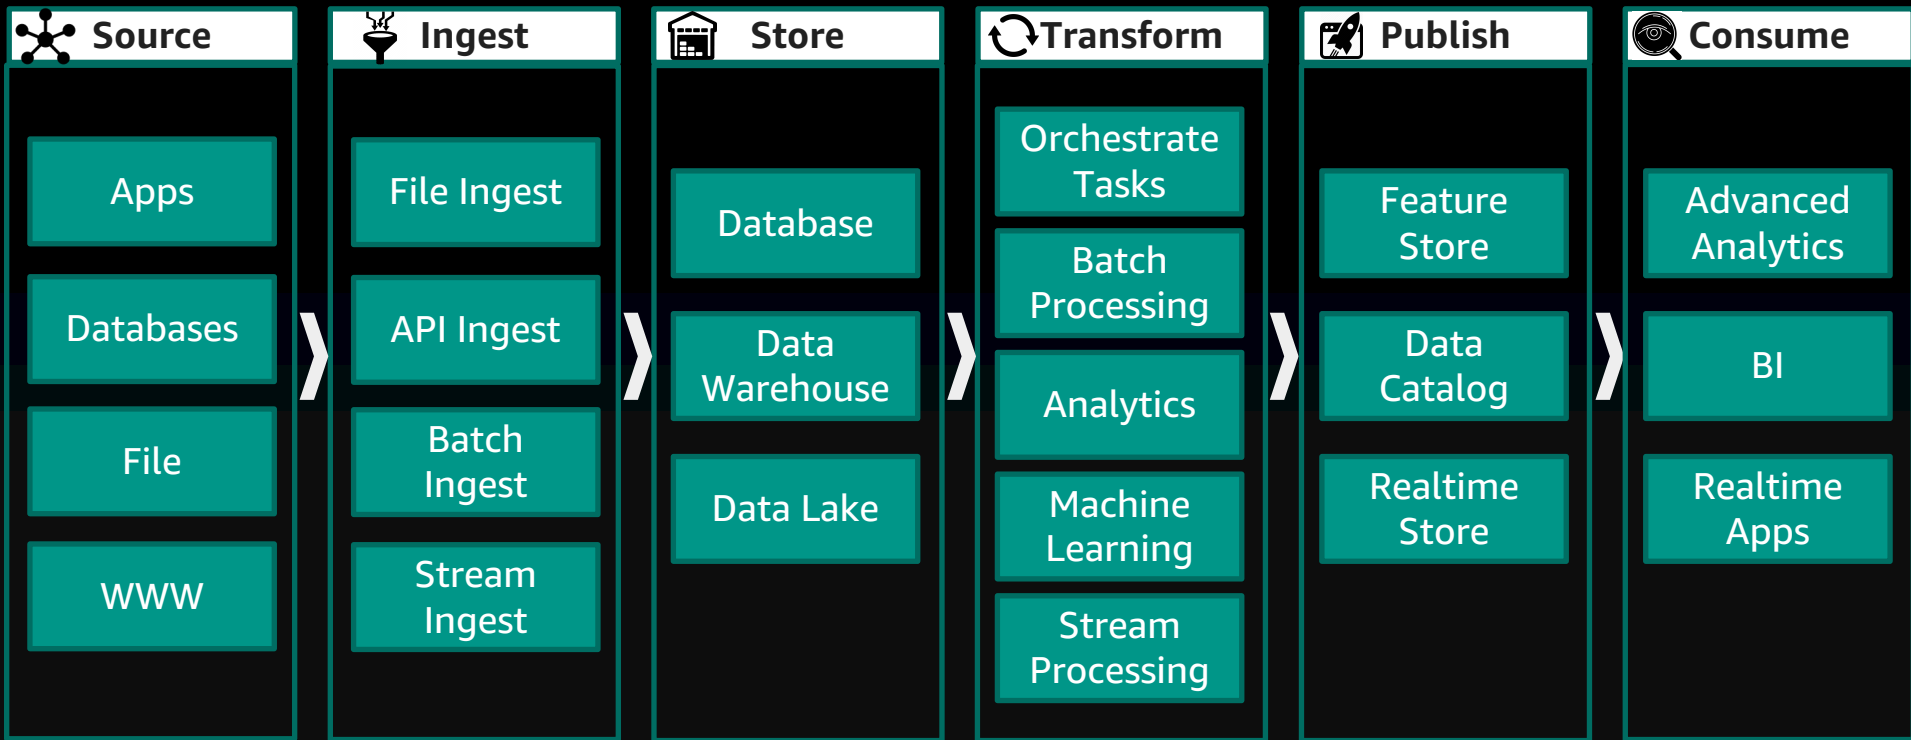 Source
Apps
Databases
File
WWW
Ingest
File Ingest
API Ingest
Batch
Ingest
Stream
Ingest
Store
Database
Data
Warehouse
Data Lake
Transform
Orchestrate
Tasks
Batch
Processing
Analytics
Machine
Learning
Stream
Processing
Publish
Feature
Store
Data
Catalog
Realtime
Store
Consume
Advanced
Analytics
BI
Realtime
Apps